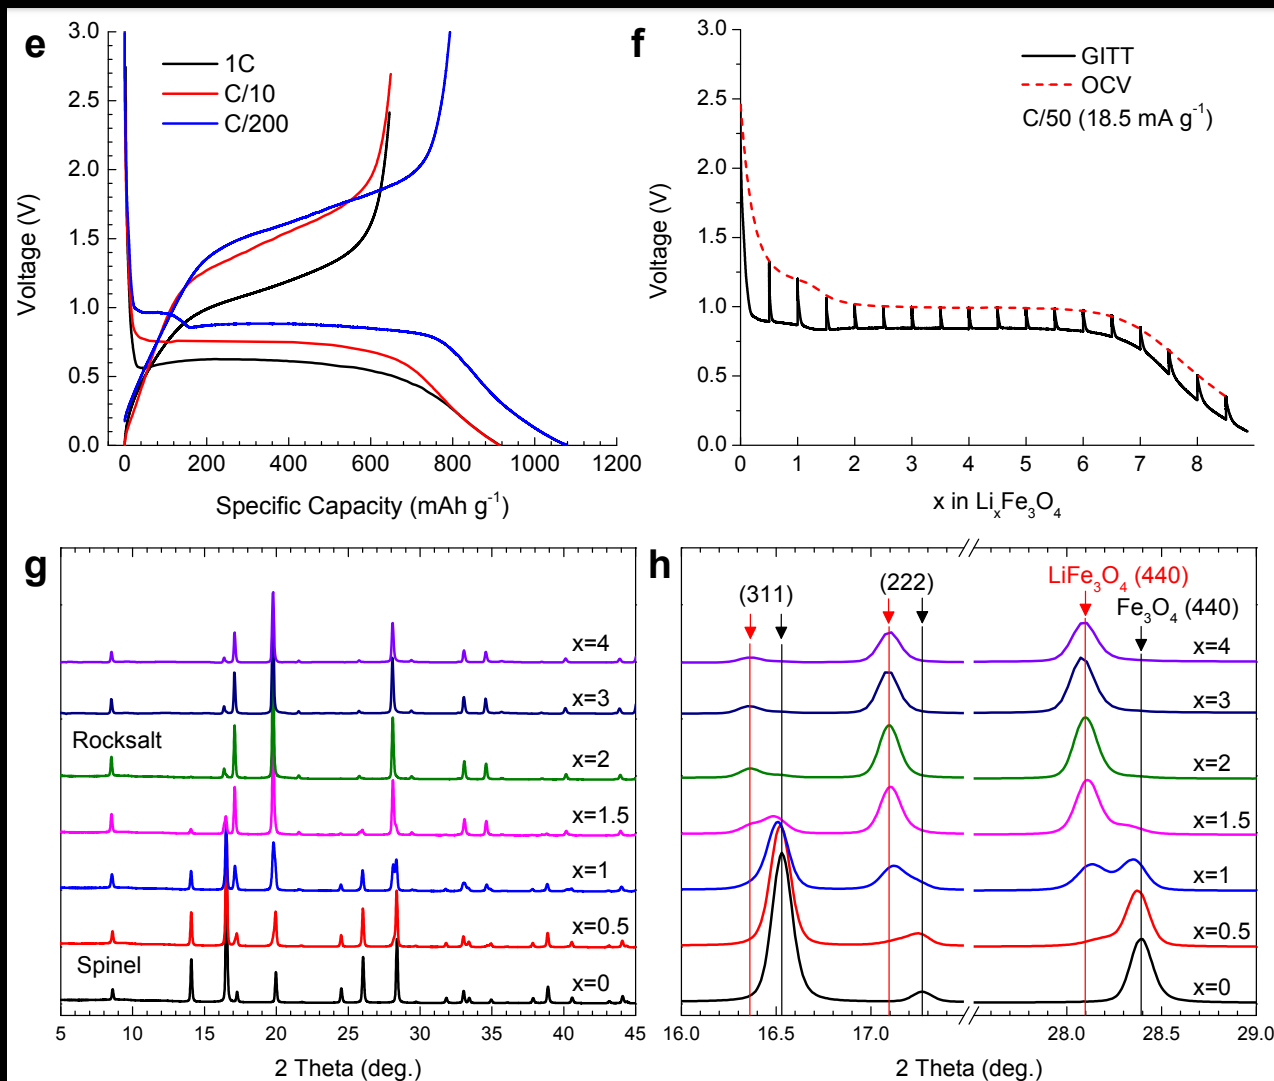 e
3.0
2.5
2.0
1.5
1.0
0.5
0.0
Voltage (V)
1C
C/10
C/200
0 200 400 600 800 1000 1200
Specific Capacity (mAh g⁻¹)
f
3.0
2.5
2.0
1.5
1.0
0.5
0.0
Voltage (V)
GITT
OCV
C/50 (18.5 mA g⁻¹)
0 1 2 3 4 5 6 7 8
x in LiₓFe₃O₄
g
x=4
x=3
Rocksalt
x=2
x=1.5
x=1
x=0.5
Spinel
x=0
5 10 15 20 25 30 35 40 45
2 Theta (deg.)
h
(311)
(222)
LiFe₃O₄ (440)
Fe₃O₄ (440)
x=4
x=3
x=2
x=1.5
x=1
x=0.5
x=0
16.0 16.5 17.0 28.0 28.5 29.0
2 Theta (deg.)